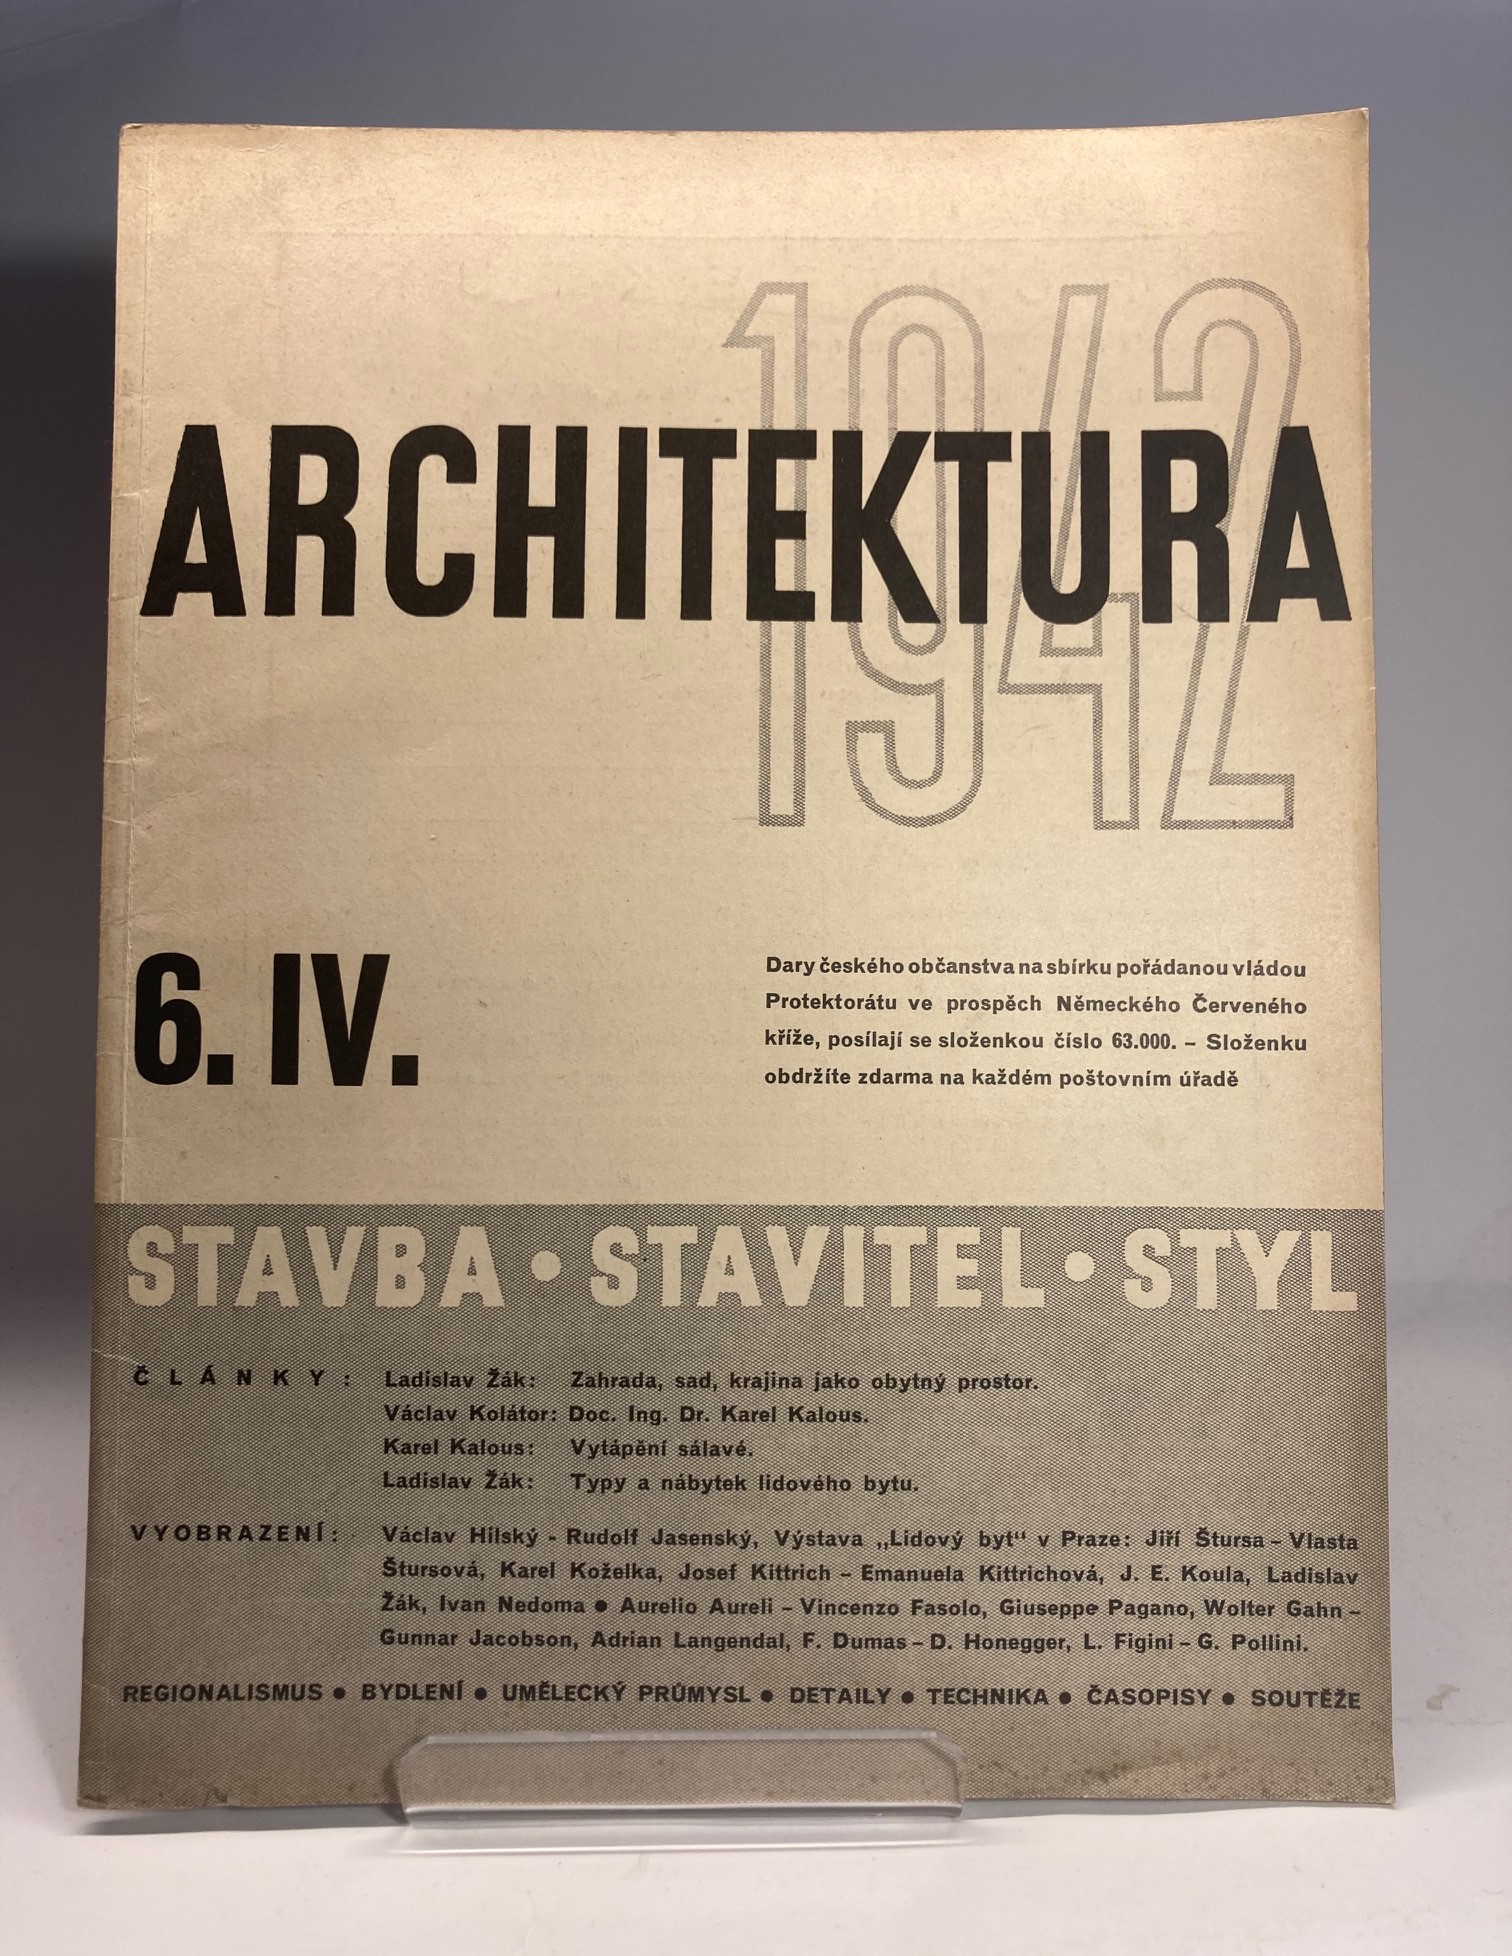 1942
ARCHITEKTURA
6. IV.
Dary českého občanstva na sbírku pořádanou vládou
Protektorátu ve prospěch Německého Červeného
kříže, posílají se složenkou číslo 63.000. – Složenku
obdržíte zdarma na každém poštovním úřadě
STAVBA • STAVITEL • STYL
ČLÁNKY: Ladislav Žák: Zahrada, sad, krajina jako obytný prostor.
Václav Kolátor: Doc. Ing. Dr. Karel Kalous.
Karel Kalous: Vytápění sálavé.
Ladislav Žák: Typy a nábytek lidového bytu.
VYOBRAZENÍ: Václav Hilský - Rudolf Jasenský, Výstava „Lidový byt“ v Praze: Jiří Štursa – Vlasta
Štursová, Karel Koželka, Josef Kittrich – Emanuela Kittrichová, J. E. Koula, Ladislav
Žák, Ivan Nedoma ● Aurelio Aureli – Vincenzo Fasolo, Giuseppe Pagano, Wolter Gahn –
Gunnar Jacobson, Adrian Langendal, F. Dumas – D. Honegger, L. Figini – G. Pollini.
REGIONALISMUS ● BYDLENÍ ● UMĚLECKÝ PRŮMYSL ● DETAILY ● TECHNIKA ● ČASOPISY ● SOUTĚŽE